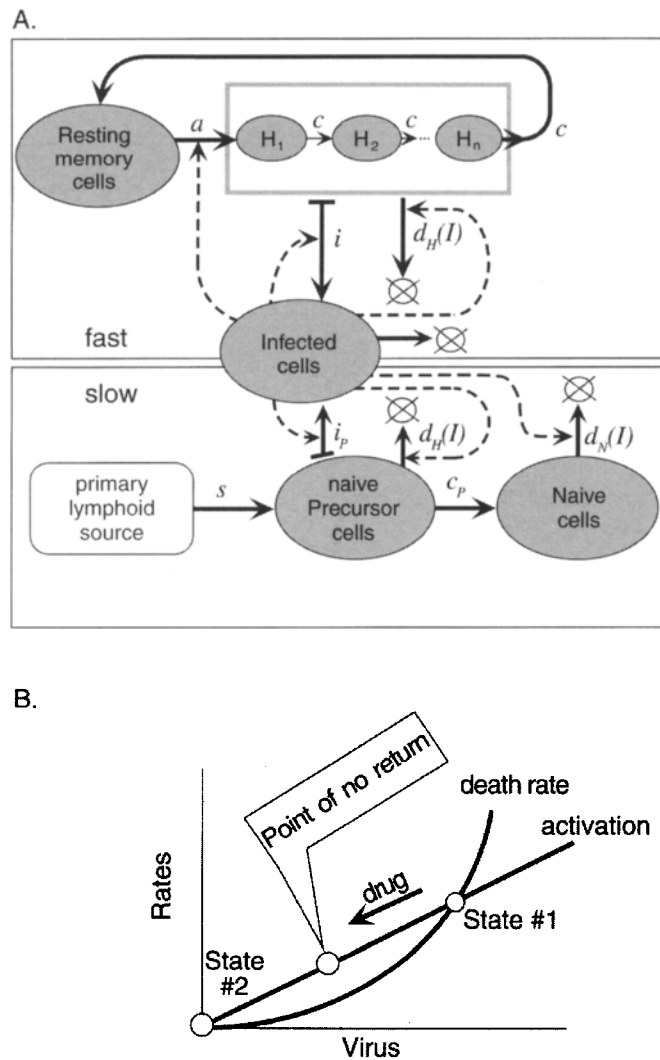 A.
Resting
memory
cells
a
H1
c
H2
c
...
Hn
c
i
dH(I)
fast
Infected
cells
slow
iP
dH(I)
dN(I)
primary
lymphoid
source
s
naive
Precursor
cells
cP
Naive
cells
B.
Point of no return
death rate
activation
drug
Rates
State #1
State
#2
Virus